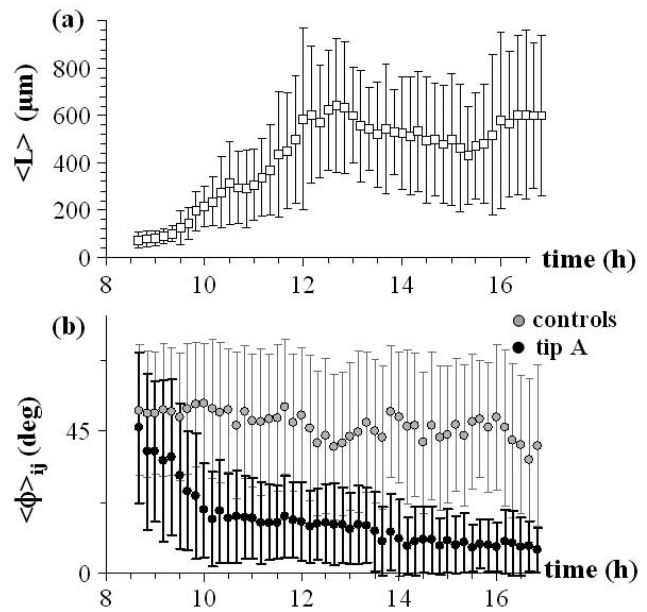 (a)
<L> (µm)
800
600
400
200
0
8
10
12
14
16
time (h)
(b)
controls
tip A
<ϕ>ij (deg)
45
0
8
10
12
14
16
time (h)